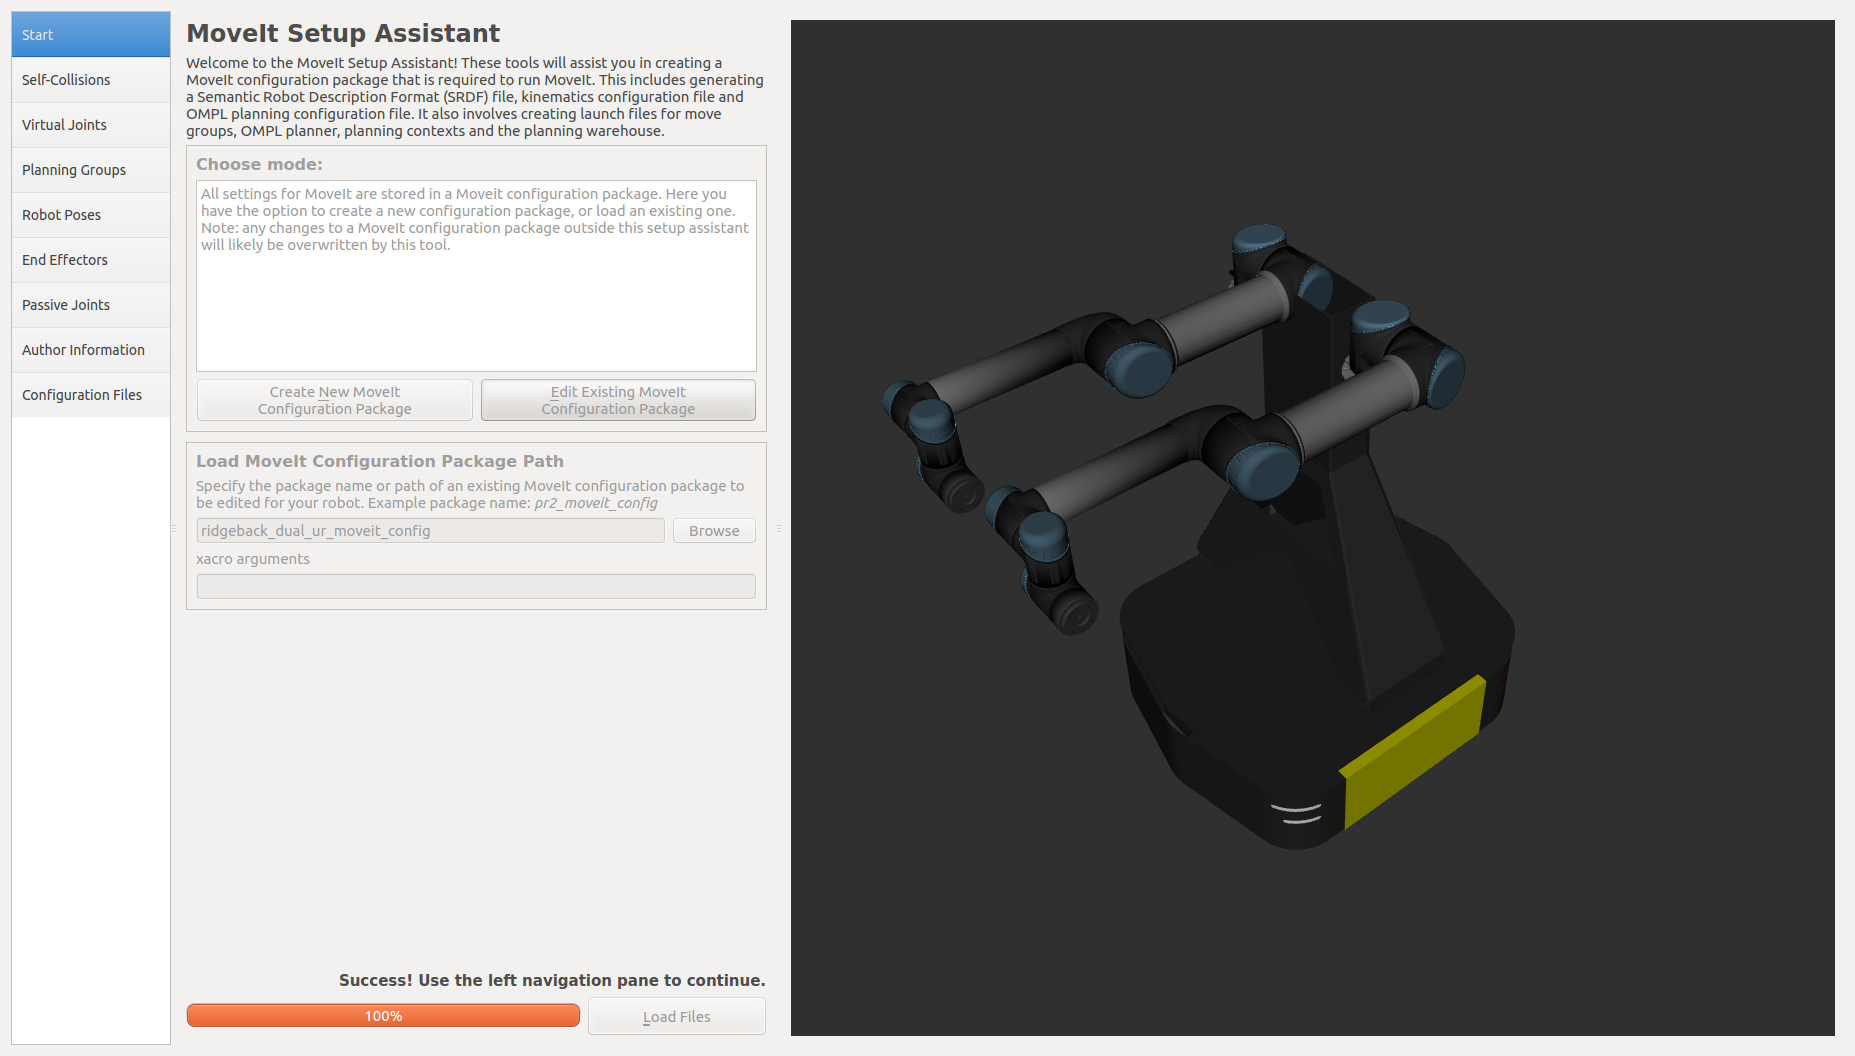 Start
Self-Collisions
Virtual Joints
Planning Groups
Robot Poses
End Effectors
Passive Joints
Author Information
Configuration Files
MoveIt Setup Assistant
Welcome to the MoveIt Setup Assistant! These tools will assist you in creating a
MoveIt configuration package that is required to run MoveIt. This includes generating
a Semantic Robot Description Format (SRDF) file, kinematics configuration file and
OMPL planning configuration file. It also involves creating launch files for move
groups, OMPL planner, planning contexts and the planning warehouse.
Choose mode:
All settings for MoveIt are stored in a Moveit configuration package. Here you
have the option to create a new configuration package, or load an existing one.
Note: any changes to a MoveIt configuration package outside this setup assistant
will likely be overwritten by this tool.
Create New MoveIt
Configuration Package
Edit Existing MoveIt
Configuration Package
Load MoveIt Configuration Package Path
Specify the package name or path of an existing MoveIt configuration package to
be edited for your robot. Example package name: pr2_moveit_config
ridgeback_dual_ur_moveit_config
Browse
xacro arguments
Success! Use the left navigation pane to continue.
100%
Load Files